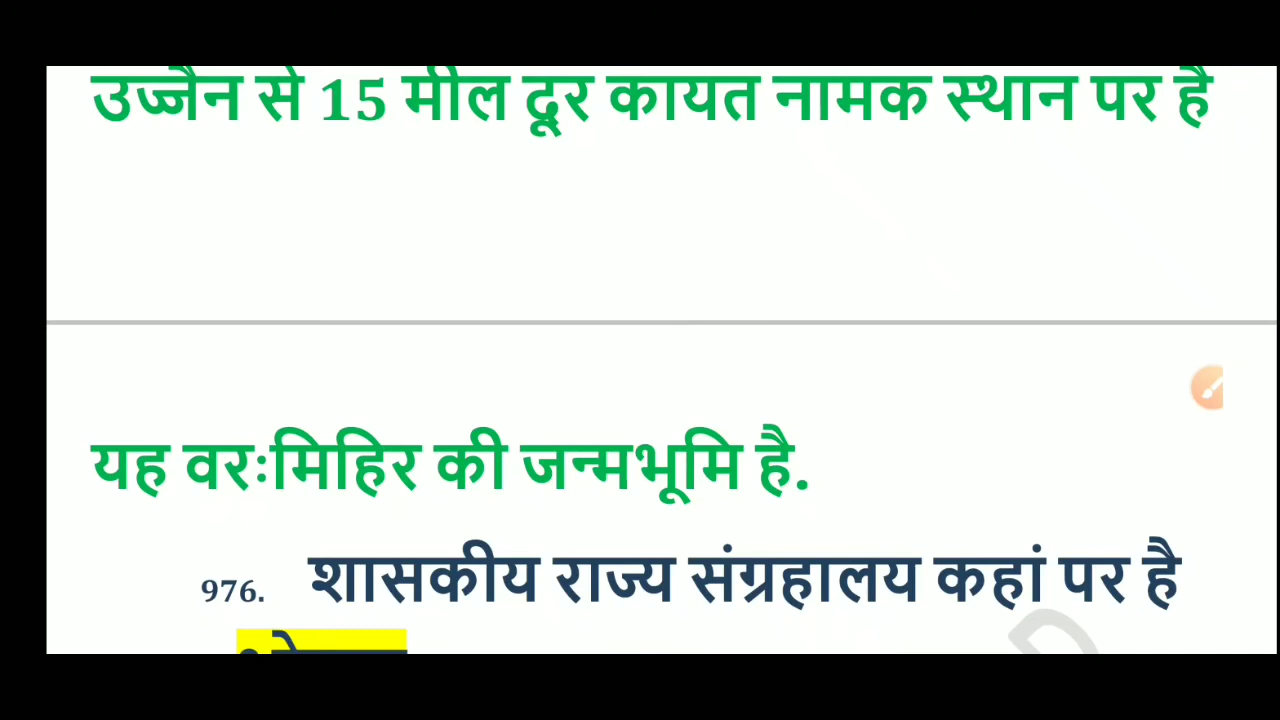 उज्जैन से 15 मील दूर कायत नामक स्थान पर है
यह वरःमिहिर की जन्मभूमि है.
976. शासकीय राज्य संग्रहालय कहां पर है